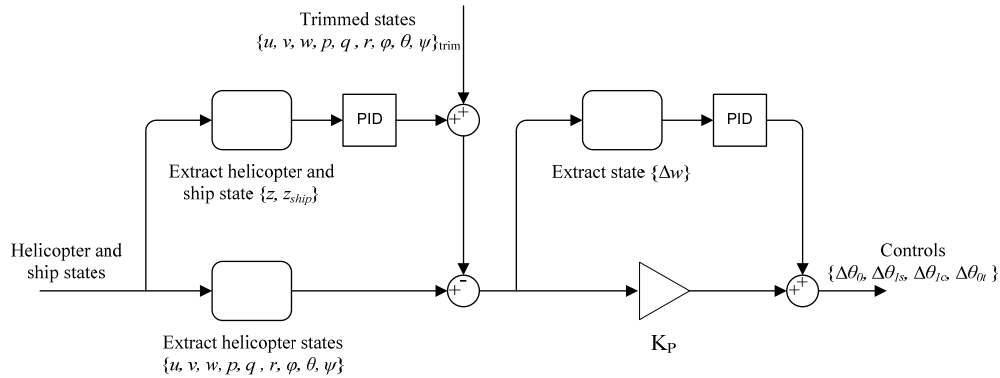 Trimmed states
{u, v, w, p, q , r, φ, θ, ψ}trim
PID
+
+
Extract helicopter and
ship state {z, zship}
PID
Extract state {Δw}
Helicopter and
ship states
-
+
Extract helicopter states
{u, v, w, p, q , r, φ, θ, ψ}
KP
+
+
Controls
{Δθ0, Δθ1s, Δθ1c, Δθ0t }